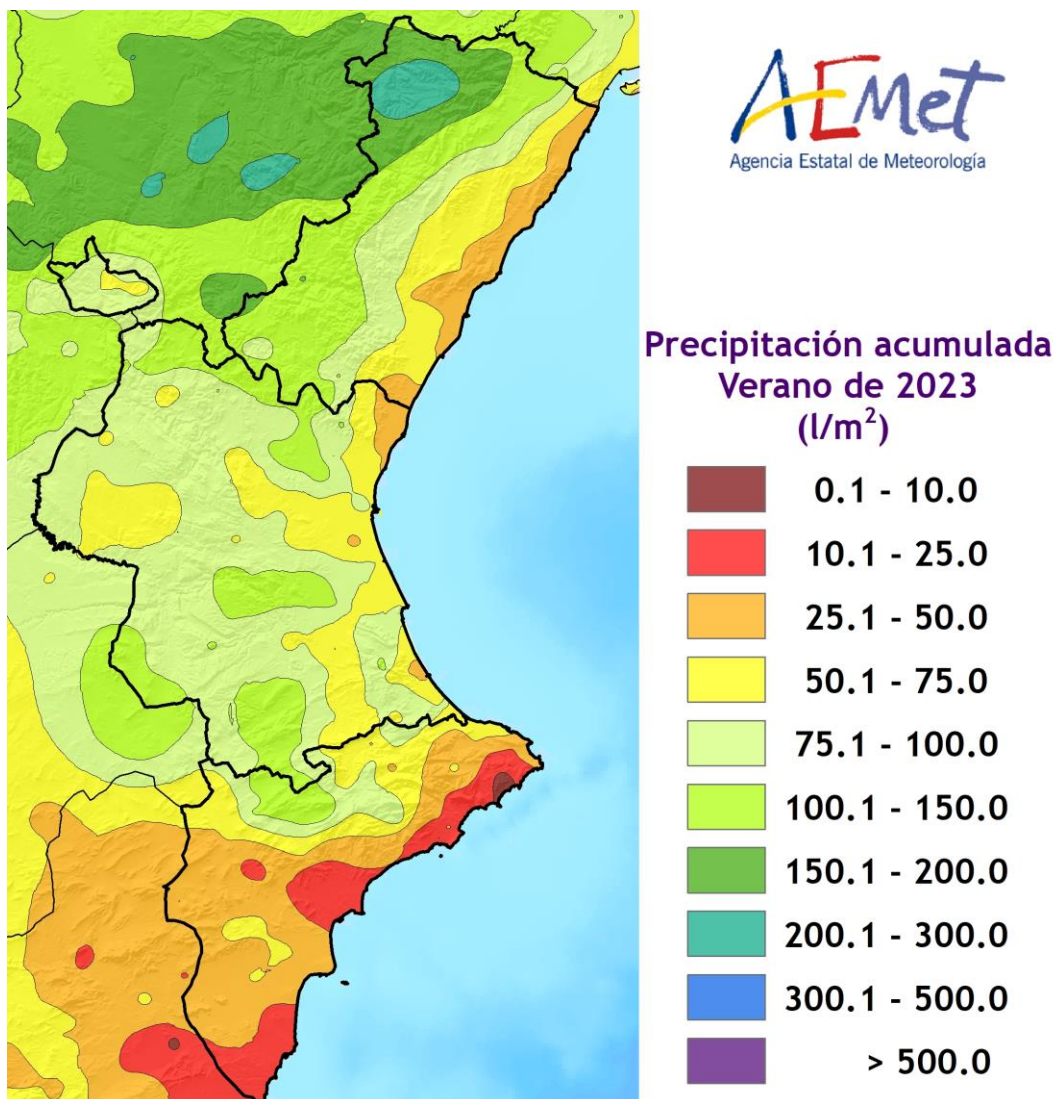 AEMet
Agencia Estatal de Meteorología
Precipitación acumulada
Verano de 2023
(l/m²)
0.1 - 10.0
10.1 - 25.0
25.1 - 50.0
50.1 - 75.0
75.1 - 100.0
100.1 - 150.0
150.1 - 200.0
200.1 - 300.0
300.1 - 500.0
> 500.0